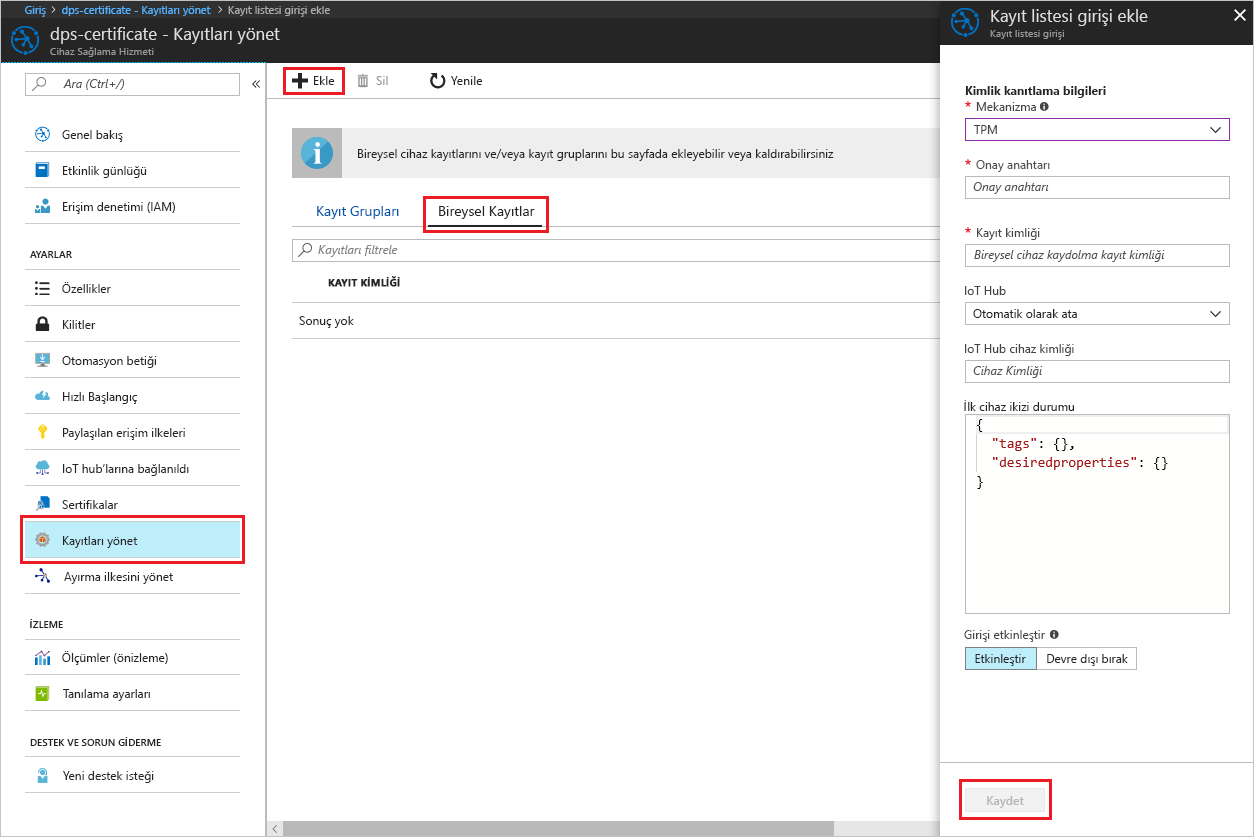 Giriş > dps-certificate - Kayıtları yönet > Kayıt listesi girişi ekle
dps-certificate - Kayıtları yönet
Cihaz Sağlama Hizmeti
Ara (Ctrl+/)
«
Genel bakış
Etkinlik günlüğü
Erişim denetimi (IAM)
AYARLAR
Özellikler
Kilitler
Otomasyon betiği
Hızlı Başlangıç
Paylaşılan erişim ilkeleri
IoT hub'larına bağlanıldı
Sertifikalar
Kayıtları yönet
Ayırma ilkesini yönet
İZLEME
Ölçümler (önizleme)
Tanılama ayarları
DESTEK VE SORUN GİDERME
Yeni destek isteği
Ekle
Sil
Yenile
Bireysel cihaz kayıtlarını ve/veya kayıt gruplarını bu sayfada ekleyebilir veya kaldırabilirsiniz
Kayıt Grupları
Bireysel Kayıtlar
Kayıtları filtrele
KAYIT KİMLİĞİ
Sonuç yok
Kayıt listesi girişi ekle
Kayıt listesi girişi
Kimlik kanıtlama bilgileri
* Mekanizma
TPM
* Onay anahtarı
Onay anahtarı
* Kayıt kimliği
Bireysel cihaz kaydolma kayıt kimliği
IoT Hub
Otomatik olarak ata
IoT Hub cihaz kimliği
Cihaz Kimliği
İlk cihaz ikizi durumu
{
"tags": {},
"desiredproperties": {}
}
Girişi etkinleştir
Etkinleştir
Devre dışı bırak
Kaydet